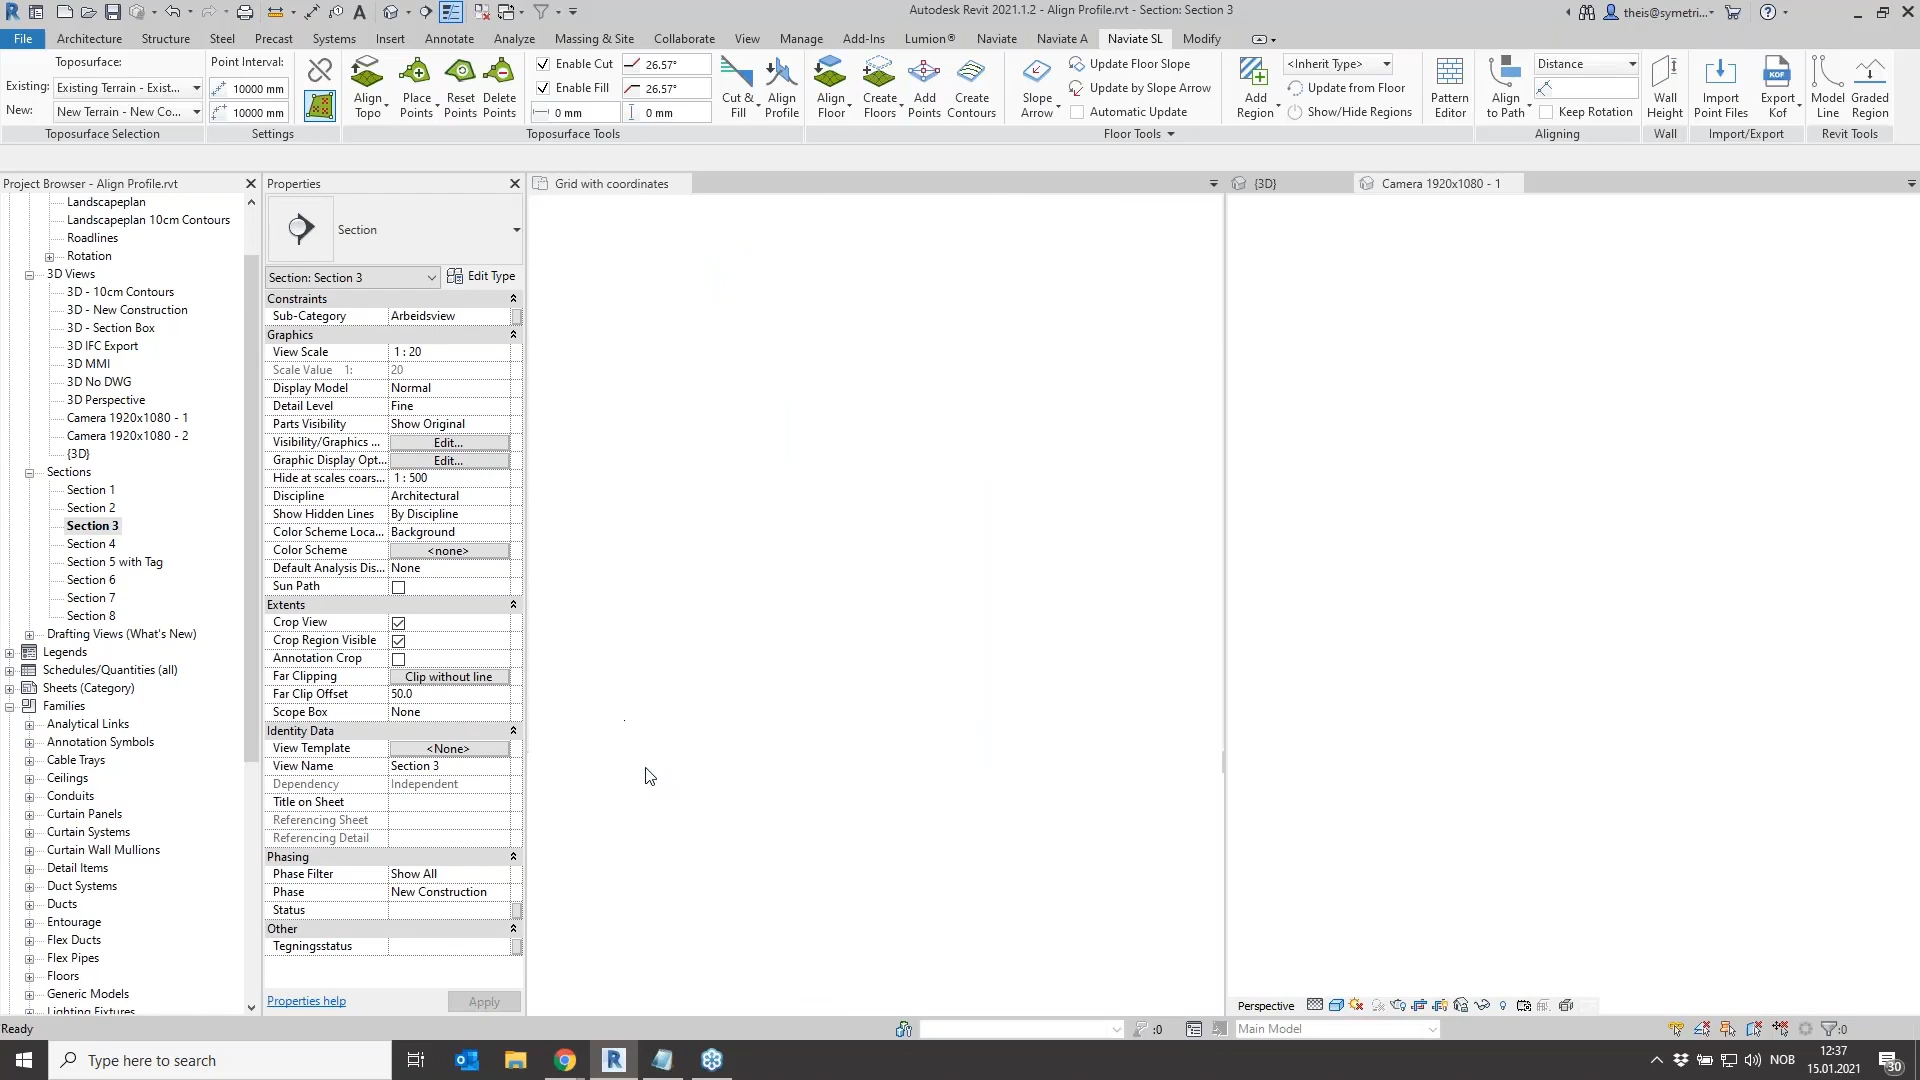 Autodesk Revit 2021.1.2 - Align Profile.rvt - Section: Section 3
theis@symetri...
File Architecture Structure Steel Precast Systems Insert Annotate Analyze Massing & Site Collaborate View Manage Add-Ins Lumion® Naviate Naviate A Naviate SL Modify
Toposurface:
Existing: Existing Terrain - Exist...
New: New Terrain - New Co...
Toposurface Selection
Point Interval:
10000 mm
10000 mm
Settings
Align Topo
Place Points
Reset Points
Delete Points
Enable Cut 26.57°
Enable Fill 26.57°
0 mm 0 mm
Cut & Fill
Align Profile
Toposurface Tools
Align Floor
Create Floors
Add Points
Create Contours
Slope Arrow
Update Floor Slope
Update by Slope Arrow
Automatic Update
Floor Tools
Add Region
<Inherit Type>
Update from Floor
Show/Hide Regions
Pattern Editor
Align to Path
Distance
Keep Rotation
Aligning
Wall Height
Wall
Import Point Files
KOF
Export Kof
Import/Export
Model Line
Graded Region
Revit Tools
Project Browser - Align Profile.rvt
Landscapeplan
Landscapeplan 10cm Contours
Roadlines
Rotation
3D Views
3D - 10cm Contours
3D - New Construction
3D - Section Box
3D IFC Export
3D MMI
3D No DWG
3D Perspective
Camera 1920x1080 - 1
Camera 1920x1080 - 2
{3D}
Sections
Section 1
Section 2
Section 3
Section 4
Section 5 with Tag
Section 6
Section 7
Section 8
Drafting Views (What's New)
Legends
Schedules/Quantities (all)
Sheets (Category)
Families
Analytical Links
Annotation Symbols
Cable Trays
Ceilings
Conduits
Curtain Panels
Curtain Systems
Curtain Wall Mullions
Detail Items
Duct Systems
Ducts
Entourage
Flex Ducts
Flex Pipes
Floors
Generic Models
Lighting Fixtures
Properties
Section
Section: Section 3 Edit Type
Constraints
Sub-Category Arbeidsview
Graphics
View Scale 1 : 20
Scale Value 1: 20
Display Model Normal
Detail Level Fine
Parts Visibility Show Original
Visibility/Graphics ... Edit...
Graphic Display Opt... Edit...
Hide at scales coars... 1 : 500
Discipline Architectural
Show Hidden Lines By Discipline
Color Scheme Loca... Background
Color Scheme <none>
Default Analysis Dis... None
Sun Path
Extents
Crop View
Crop Region Visible
Annotation Crop
Far Clipping Clip without line
Far Clip Offset 50.0
Scope Box None
Identity Data
View Template <None>
View Name Section 3
Dependency Independent
Title on Sheet
Referencing Sheet
Referencing Detail
Phasing
Phase Filter Show All
Phase New Construction
Status
Other
Tegningsstatus
Properties help Apply
Grid with coordinates
{3D}
Camera 1920x1080 - 1
Perspective
Ready
:0
Main Model
:0
Type here to search
NOB
12:37
15.01.2021
30